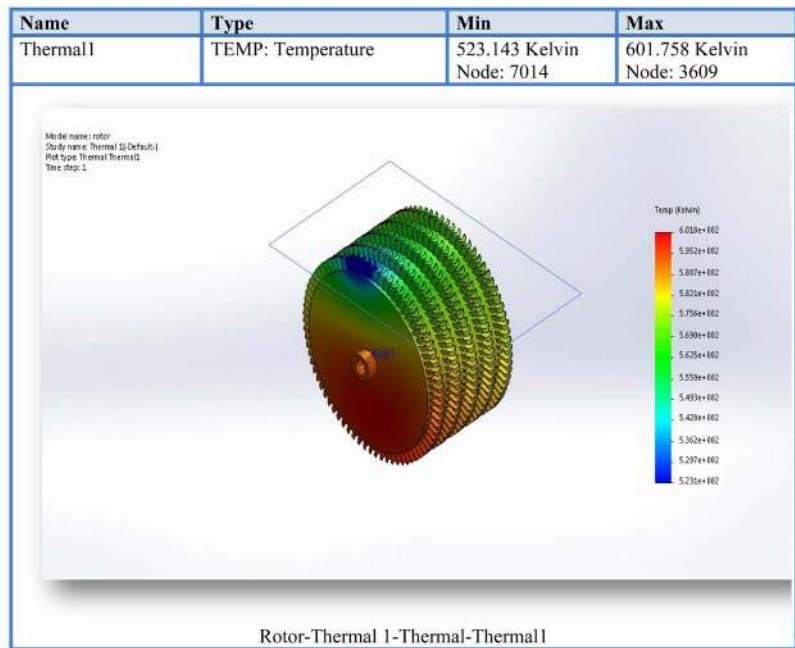 Name Type Min Max
Thermal1 TEMP: Temperature 523.143 Kelvin 601.758 Kelvin
Node: 7014 Node: 3609
Model name: rotor
Study name: Thermal 1(-Default-)
Plot type: Thermal Thermal1
Time step: 1
Temp (Kelvin)
6.018e+002
5.952e+002
5.887e+002
5.821e+002
5.756e+002
5.690e+002
5.625e+002
5.559e+002
5.493e+002
5.428e+002
5.362e+002
5.297e+002
5.231e+002
Rotor-Thermal 1-Thermal-Thermal1